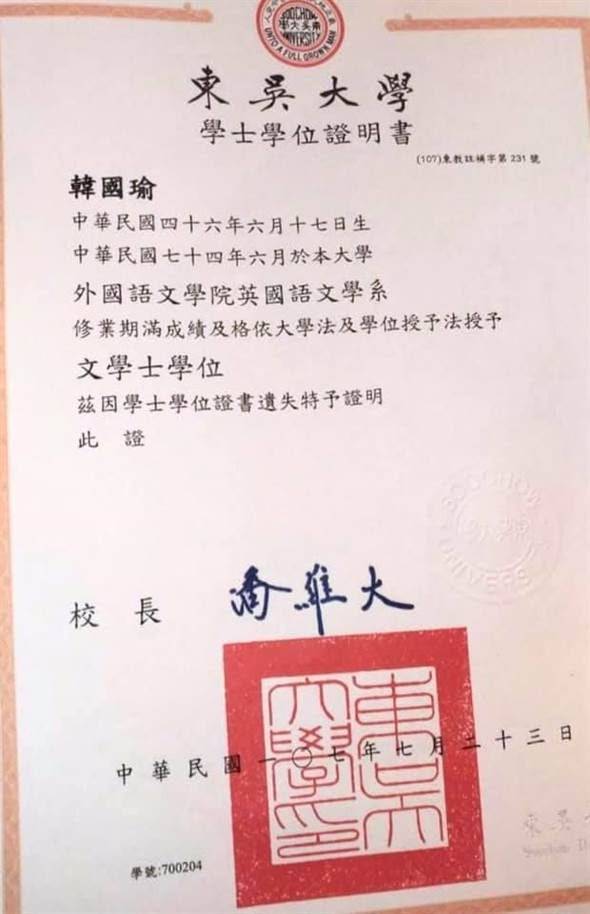 SOOCHOW
東吳大學
UNIVERSITY
UNTO A FULL GROWN MAN
東吳大學
學士學位證明書
(107)東教註補字第 231 號
韓國瑜
中華民國四十六年六月十七日生
中華民國七十四年六月於本大學
外國語文學院英國語文學系
修業期滿成績及格依大學法及學位授予法授予
文學士學位
茲因學士學位證書遺失特予證明
此 證
SOOCHOW
UNIVERS
校 長 潘維大
東吳大學印
中華民國一〇七年七月二十三日
東吳
學號:700204